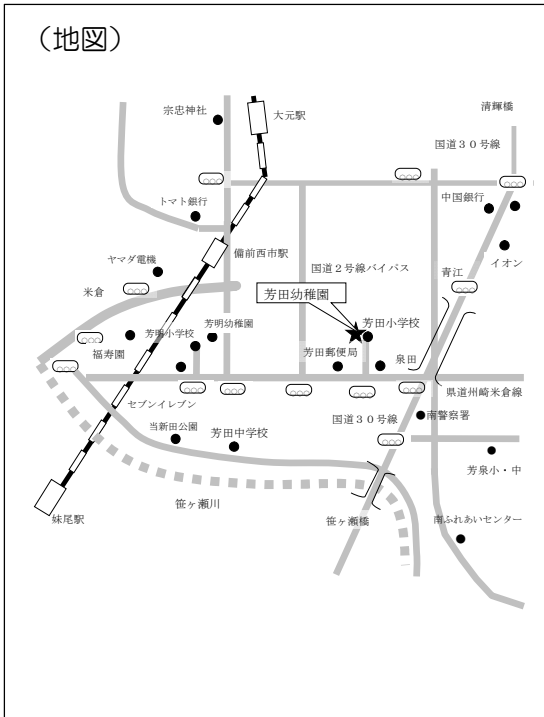 （地図）
宗忠神社
大元駅
清輝橋
国道３０号線
トマト銀行
中国銀行
備前西市駅
ヤマダ電機
国道２号線バイパス
青江
イオン
米倉
芳田幼稚園
芳明幼稚園
芳田小学校
芳明小学校
福寿園
芳田郵便局
泉田
県道州崎米倉線
セブンイレブン
国道３０号線
南警察署
当新田公園
芳田中学校
芳泉小・中
笹ヶ瀬川
妹尾駅
笹ヶ瀬橋
南ふれあいセンター